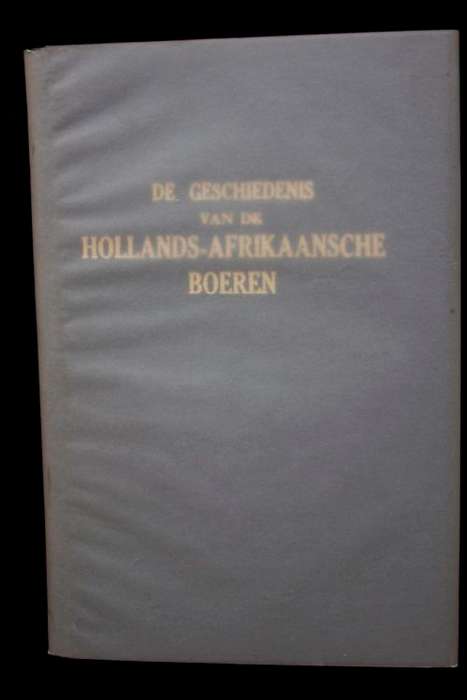 DE GESCHIEDENIS
VAN DE
HOLLANDS-AFRIKAANSCHE
BOEREN